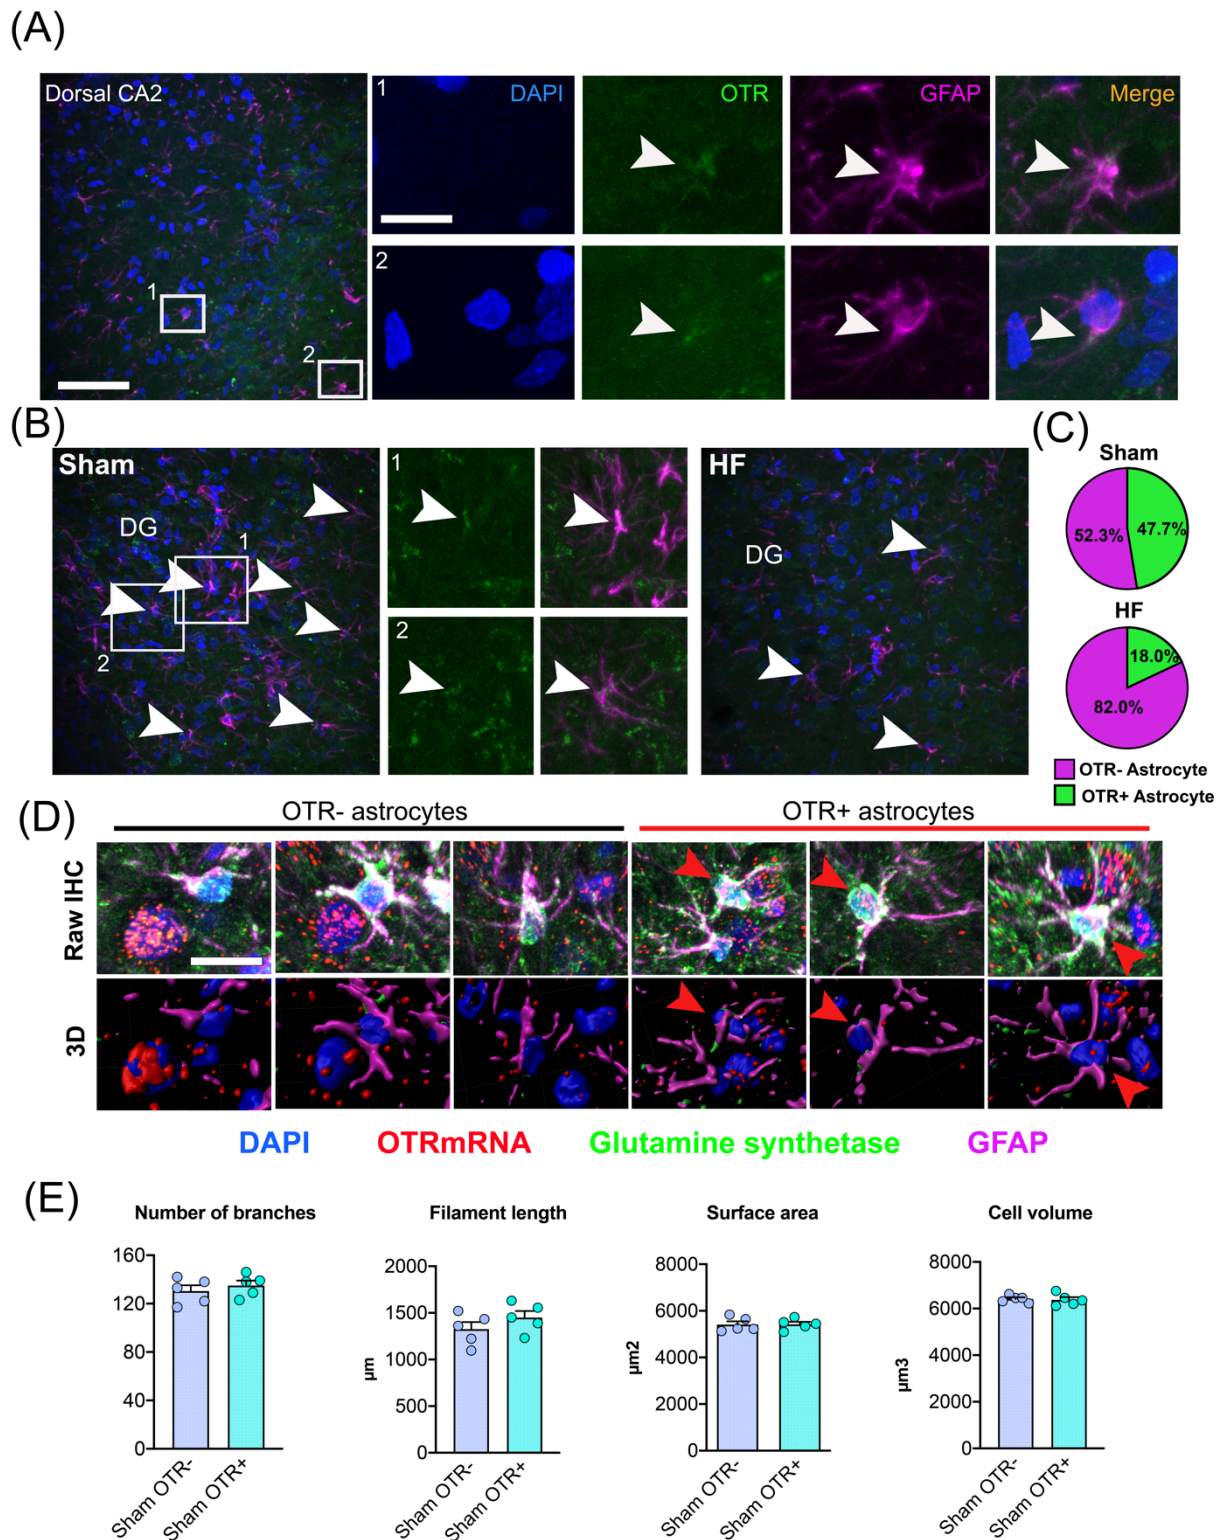 (A)
Dorsal CA2
1
DAPI
OTR
GFAP
Merge
1
2
2
(B)
Sham
DG
1
2
1
2
HF
DG
(C)
Sham
52.3%
47.7%
HF
18.0%
82.0%
OTR- Astrocyte
OTR+ Astrocyte
(D)
OTR- astrocytes
OTR+ astrocytes
Raw IHC
3D
DAPI
OTRmRNA
Glutamine synthetase
GFAP
(E)
Number of branches
160
120
80
40
0
Sham OTR-
Sham OTR+
Filament length
µm
2000
1500
1000
500
0
Sham OTR-
Sham OTR+
Surface area
µm2
8000
6000
4000
2000
0
Sham OTR-
Sham OTR+
Cell volume
µm3
8000
6000
4000
2000
0
Sham OTR-
Sham OTR+